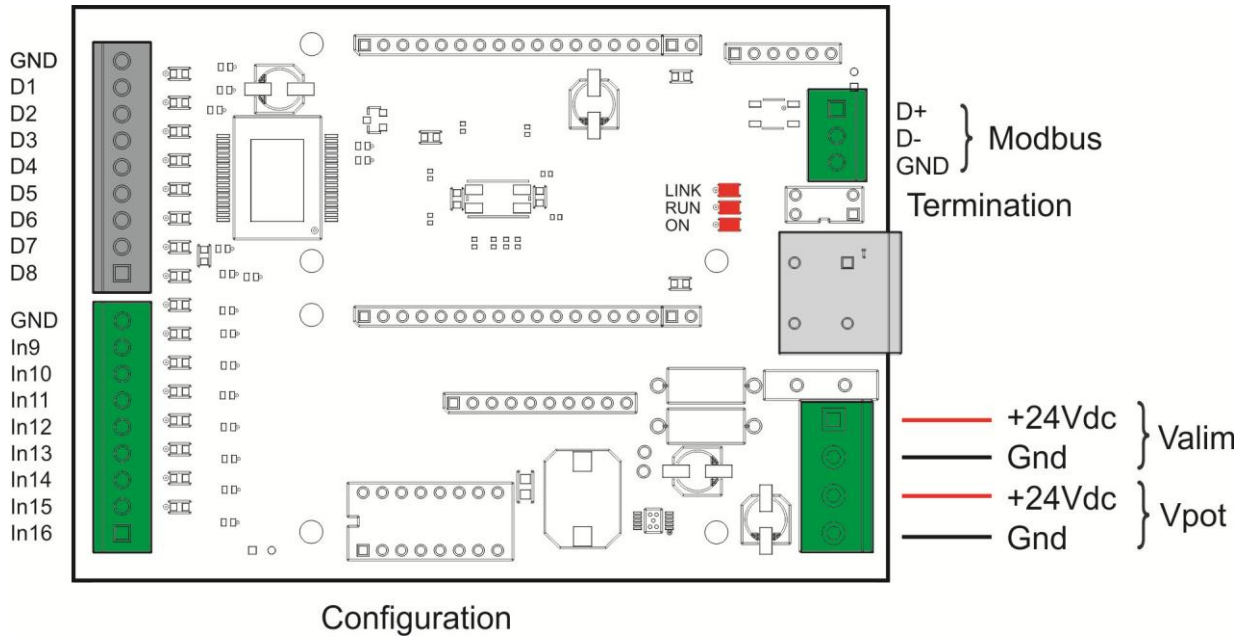 GND
D1
D2
D3
D4
D5
D6
D7
D8
GND
In9
In10
In11
In12
In13
In14
In15
In16
LINK
RUN
ON
D+
D-
GND
Modbus
Termination
+24Vdc
Gnd
Valim
+24Vdc
Gnd
Vpot
Configuration